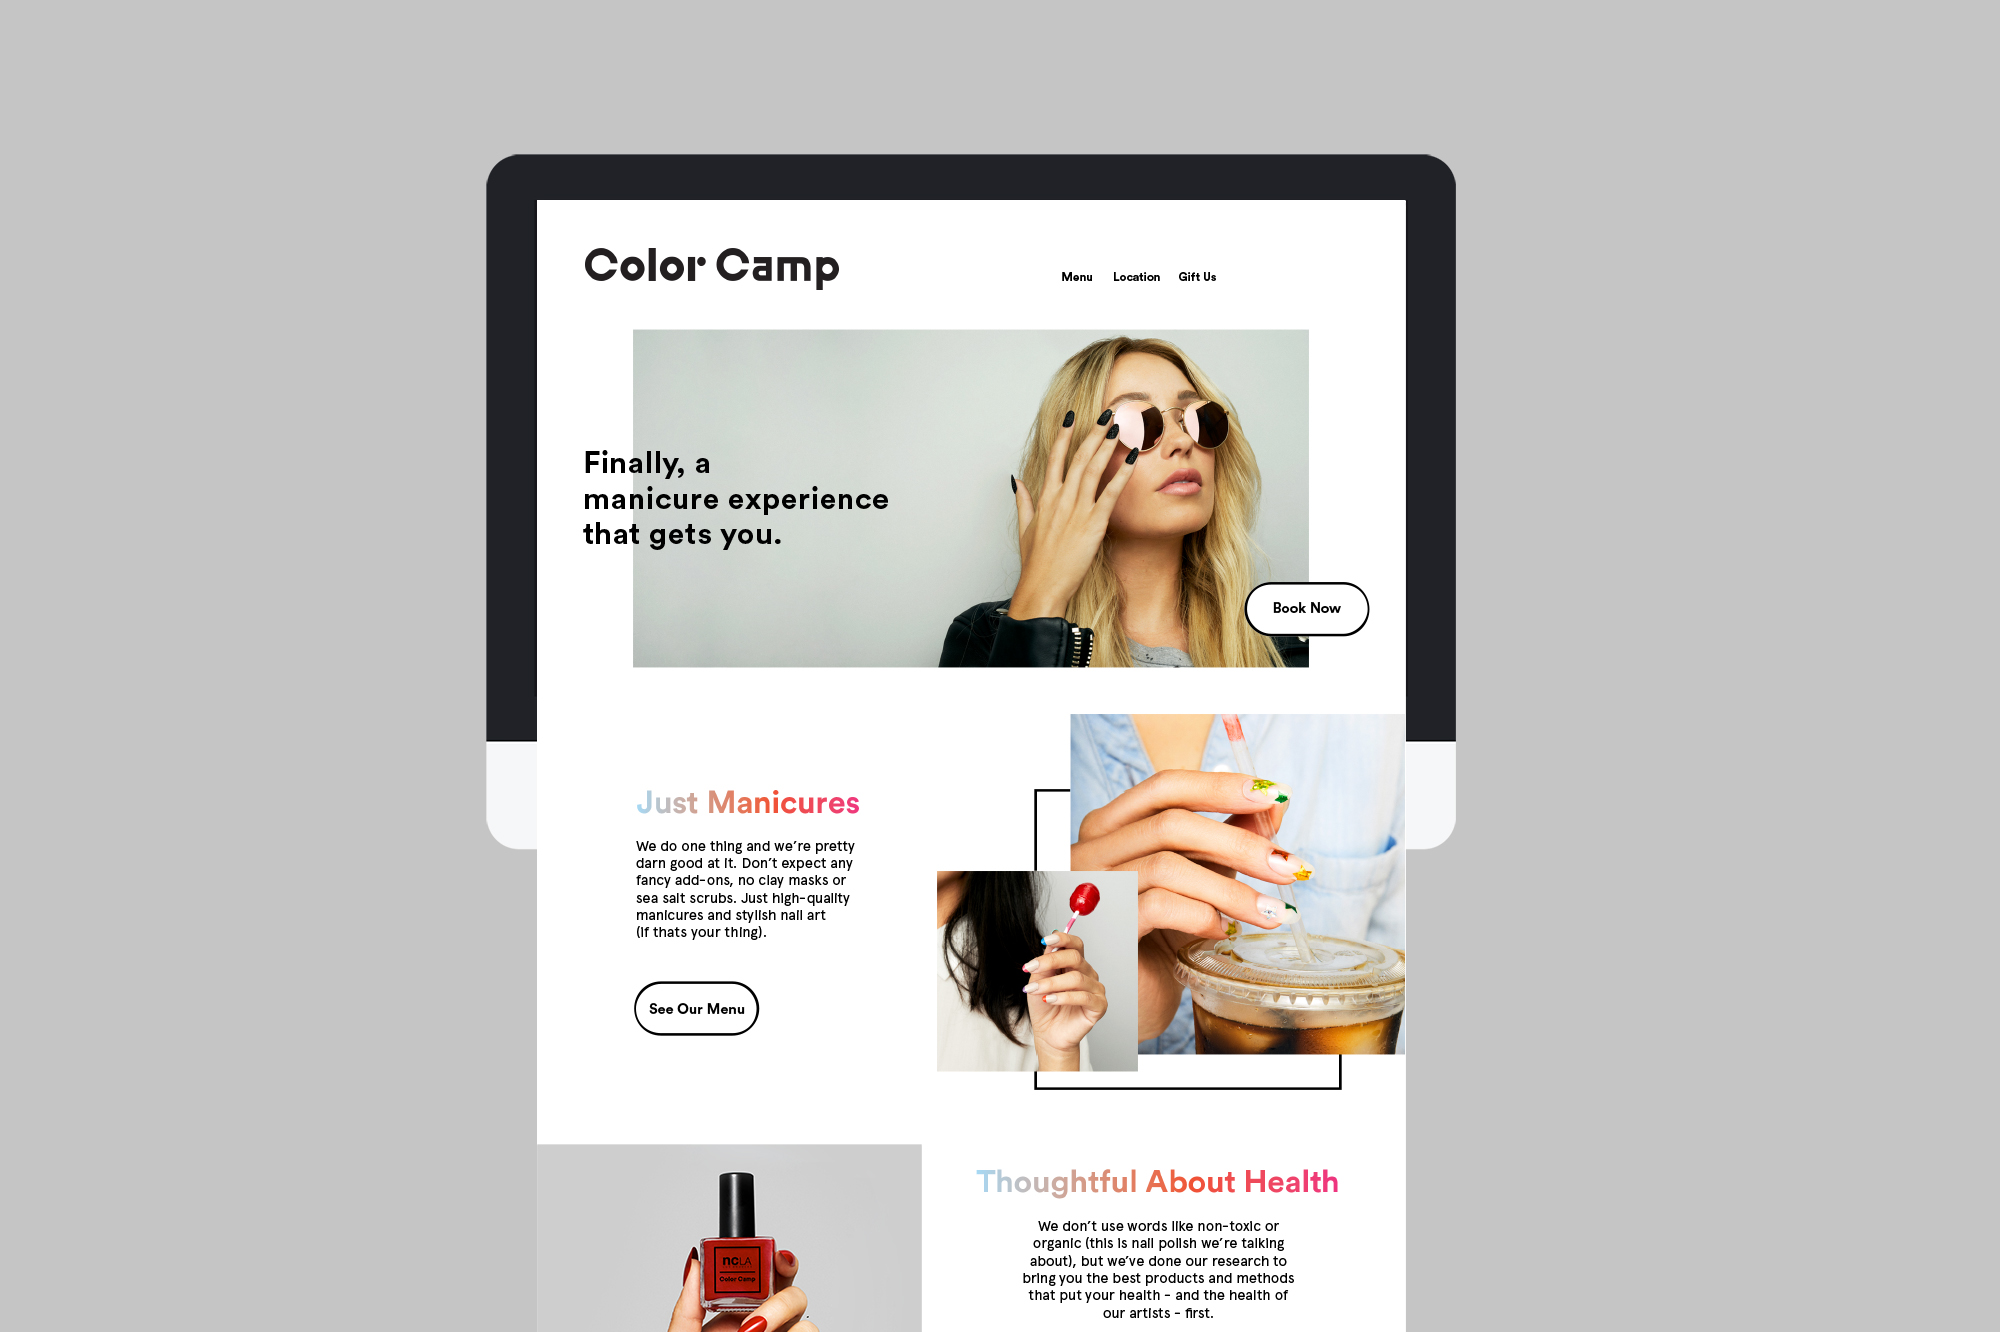 Color Camp
Menu Location Gift Us
Finally, a
manicure experience
that gets you.
Book Now
Just Manicures
We do one thing and we’re pretty
darn good at it. Don’t expect any
fancy add-ons, no clay masks or
sea salt scrubs. Just high-quality
manicures and stylish nail art
(if thats your thing).
See Our Menu
ncLA
Color Camp
Thoughtful About Health
We don’t use words like non-toxic or
organic (this is nail polish we’re talking
about), but we’ve done our research to
bring you the best products and methods
that put your health - and the health of
our artists - first.